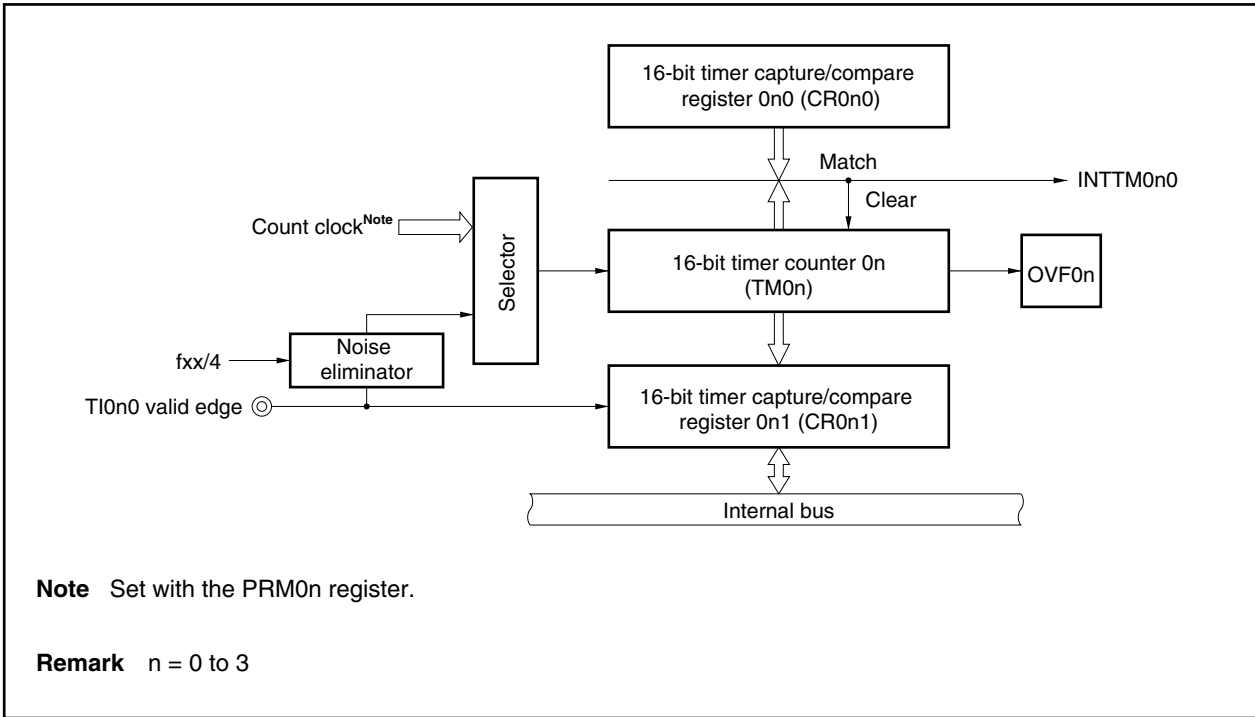 16-bit timer capture/compare
register 0n0 (CR0n0)
Match
INTTM0n0
Clear
Count clockNote
Selector
16-bit timer counter 0n
(TM0n)
OVF0n
fxx/4
Noise
eliminator
TI0n0 valid edge
16-bit timer capture/compare
register 0n1 (CR0n1)
Internal bus
Note Set with the PRM0n register.
Remark n = 0 to 3